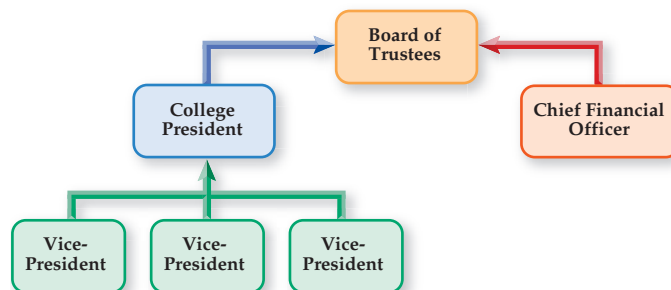 Board of
Trustees
College
President
Chief Financial
Officer
Vice-
President
Vice-
President
Vice-
President